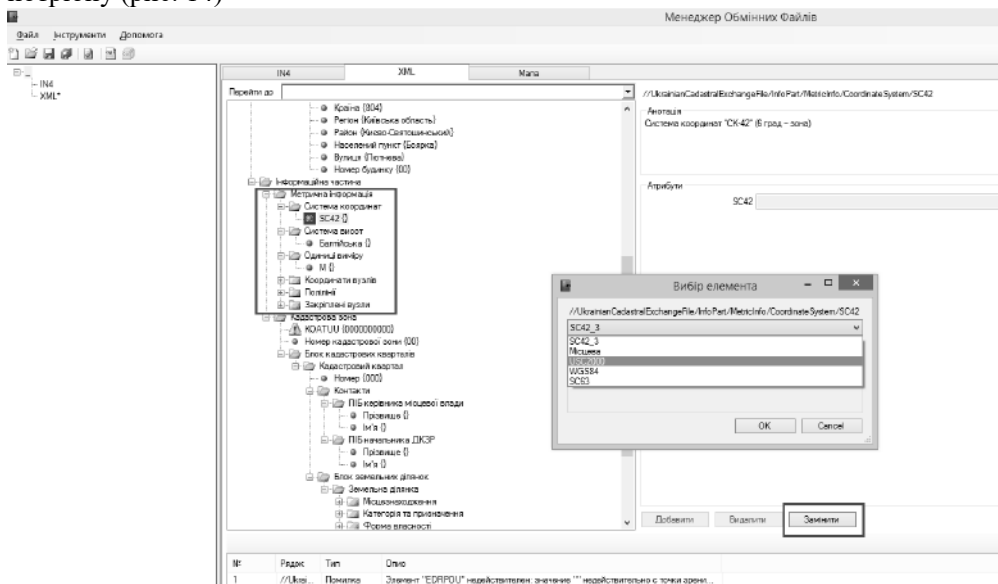 потрібну (рис. 14)
Менеджер Обмінних Файлів
Файл Інструменти Допомога
IN4
XML*
IN4 XML Мапа
Перейти до
Країна {804}
Регіон {Київська область}
Район {Києво-Святошинський}
Населений пункт {Боярка}
Вулиця
Номер будинку {00}
Інформаційна частина
Метрична інформація
Система координат
SC42 {}
Система висот
Балтійська {}
Одиниці виміру
М {}
Координати вузлів
Полілінії
Закріплені вузли
Кадастрова зона
KOATUU {0000000000}
Номер кадастрової зони {00}
Блок кадастрових кварталів
Кадастровий квартал
Номер {000}
Контакти
ПІБ керівника місцевої влади
Прізвище {}
Ім'я {}
ПІБ начальника ДКЗР
Прізвище {}
Ім'я {}
Блок земельних ділянок
Земельна ділянка
Місцезнаходження
Категорія та призначення
Форма власності
//UkrainianCadastralExchangeFile/InfoPart/MetricInfo/CoordinateSystem/SC42
Анотація
Система координат "СК-42" (6 град – зона)
Атрибути
SC42
Вибір елемента
//UkrainianCadastralExchangeFile/InfoPart/MetricInfo/CoordinateSystem/SC42
SC42_3
SC42_3
Місцева
USC2000
WGS84
SC63
OK Cancel
Добавити Видалити Замінити
№ Рядок Тип Опис
1 //Ukrai... Помилка Элемент "EDRPOU" недействителен: значение "" недействительно с точки зрени...